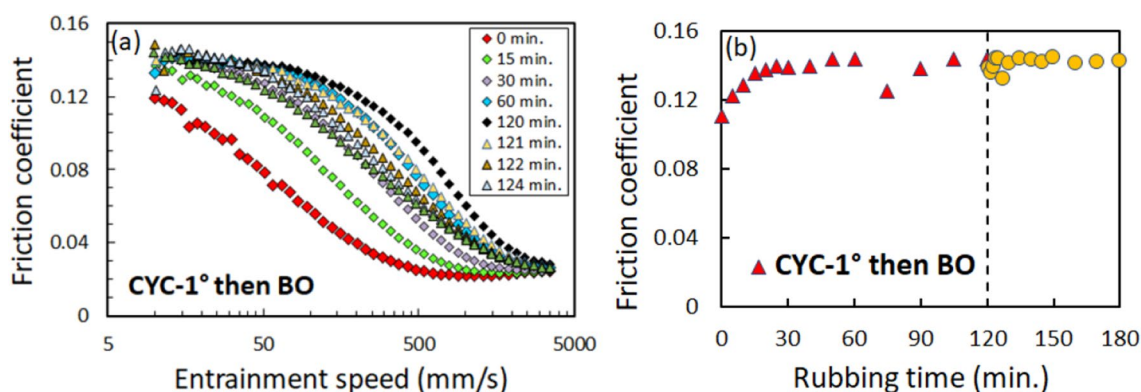 0.16
0.12
0.08
0.04
0
Friction coefficient
(a)
0 min.
15 min.
30 min.
60 min.
120 min.
121 min.
122 min.
124 min.
CYC-1° then BO
5
50
500
5000
Entrainment speed (mm/s)
0.16
0.12
0.08
0.04
0
Friction coefficient
(b)
CYC-1° then BO
0
30
60
90
120
150
180
Rubbing time (min.)